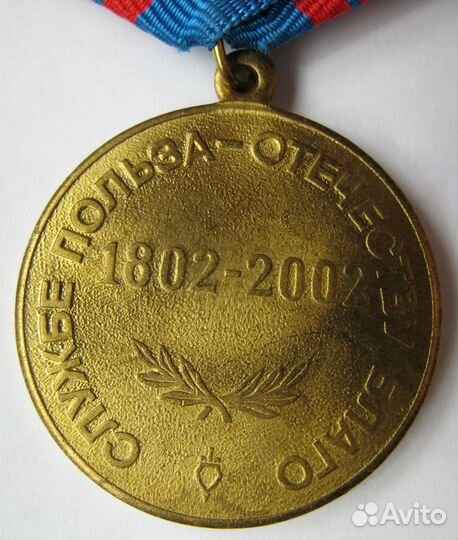 СЛУЖБЕ ПОЛЬЗА - ОТЕЧЕСТВУ БЛАГО
1802-2002
Avito